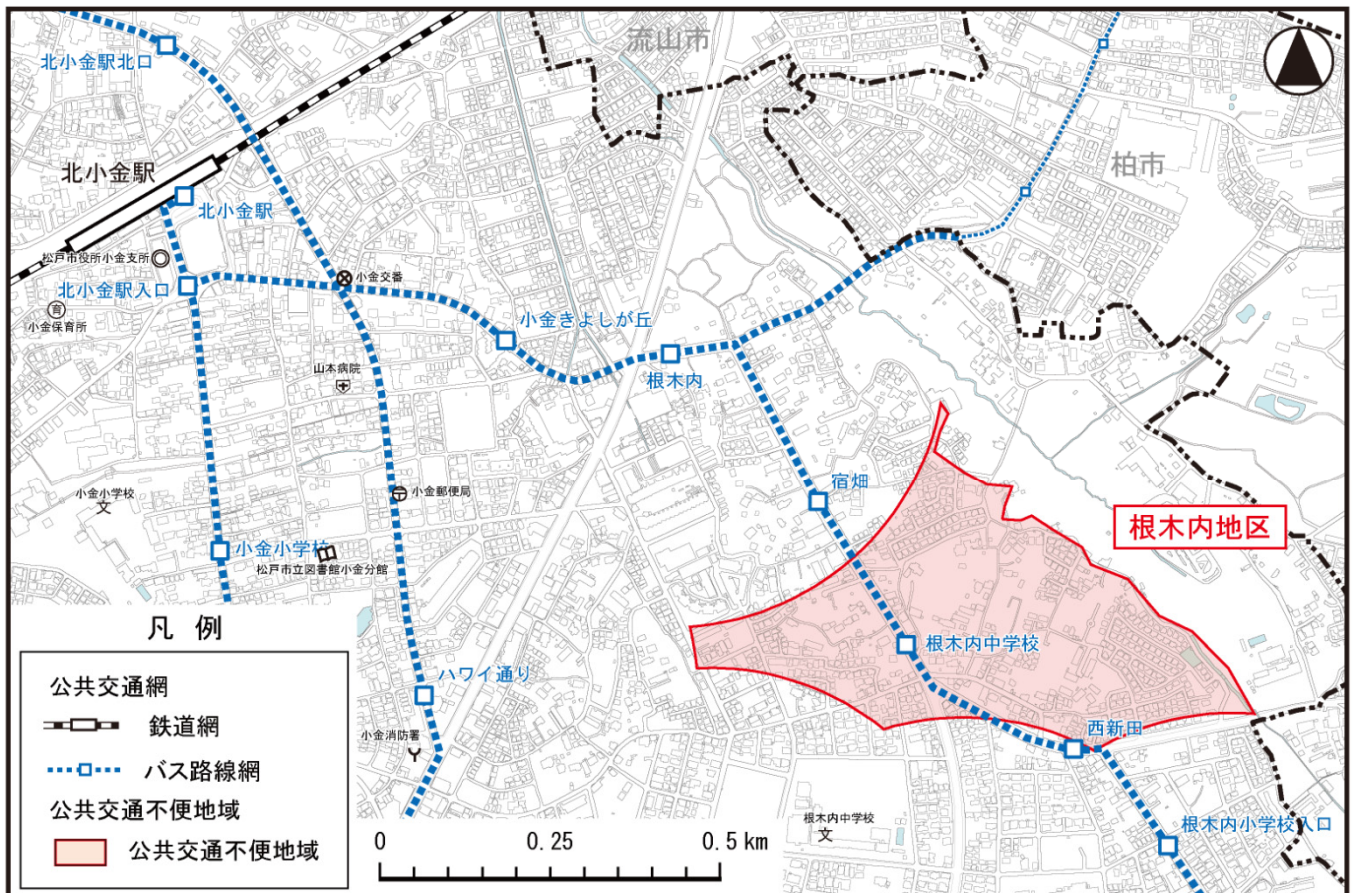 流山市
北小金駅北口
柏市
北小金駅
北小金駅
松戸市役所小金支所
小金交番
北小金駅入口
育
小金保育所
小金きよしが丘
根木内
山本病院
小金郵便局
宿畑
小金小学校
文
根木内地区
小金小学校
松戸市立図書館小金分館
根木内中学校
ハワイ通り
西新田
小金消防署
根木内中学校
文
根木内小学校入口
凡 例
公共交通網
鉄道網
バス路線網
公共交通不便地域
公共交通不便地域
0 0.25 0.5 km